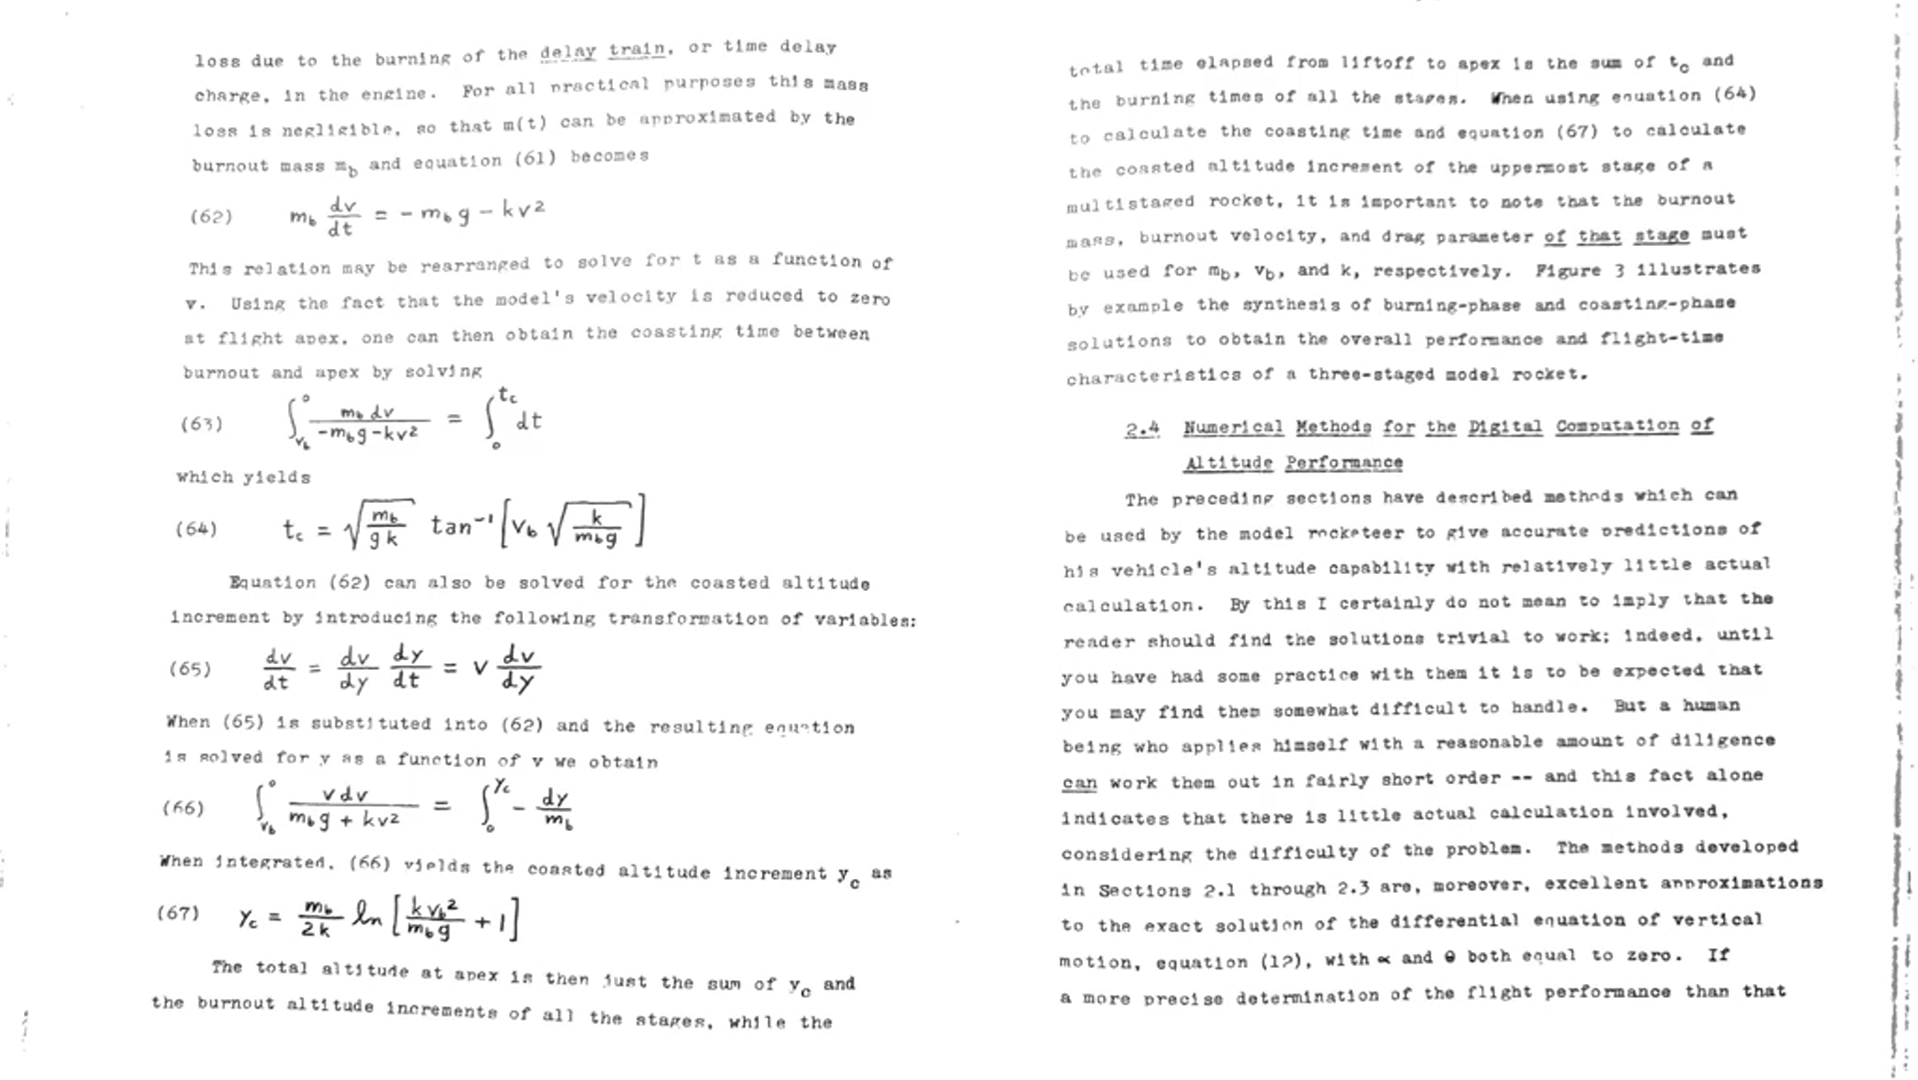 loss due to the burning of the delay train, or time delay
charge, in the engine. For all practical purposes this mass
loss is negligible, so that m(t) can be approximated by the
burnout mass m_b and equation (61) becomes
(62) m_b dv/dt = - m_b g - kv²
This relation may be rearranged to solve for t as a function of
v. Using the fact that the model's velocity is reduced to zero
at flight apex, one can then obtain the coasting time between
burnout and apex by solving
(63) ∫_{v_b}^{0} m_b dv / (-m_b g - kv²) = ∫_{0}^{t_c} dt
which yields
(64) t_c = √(m_b / gk) tan⁻¹ [v_b √(k / m_b g)]
Equation (62) can also be solved for the coasted altitude
increment by introducing the following transformation of variables:
(65) dv/dt = dv/dy dy/dt = v dv/dy
When (65) is substituted into (62) and the resulting equation
is solved for y as a function of v we obtain
(66) ∫_{v_b}^{0} v dv / (m_b g + kv²) = ∫_{0}^{y_c} - dy/m_b
When integrated, (66) yields the coasted altitude increment y_c as
(67) y_c = m_b/2k ln [k v_b² / m_b g + 1]
The total altitude at apex is then just the sum of y_c and
the burnout altitude increments of all the stages, while the
total time elapsed from liftoff to apex is the sum of t_c and
the burning times of all the stages. When using equation (64)
to calculate the coasting time and equation (67) to calculate
the coasted altitude increment of the uppermost stage of a
multistaged rocket, it is important to note that the burnout
mass, burnout velocity, and drag parameter of that stage must
be used for m_b, v_b, and k, respectively. Figure 3 illustrates
by example the synthesis of burning-phase and coasting-phase
solutions to obtain the overall performance and flight-time
characteristics of a three-staged model rocket.
2.4 Numerical Methods for the Digital Computation of
Altitude Performance
The preceding sections have described methods which can
be used by the model rocketeer to give accurate predictions of
his vehicle's altitude capability with relatively little actual
calculation. By this I certainly do not mean to imply that the
reader should find the solutions trivial to work; indeed, until
you have had some practice with them it is to be expected that
you may find them somewhat difficult to handle. But a human
being who applies himself with a reasonable amount of diligence
can work them out in fairly short order -- and this fact alone
indicates that there is little actual calculation involved,
considering the difficulty of the problem. The methods developed
in Sections 2.1 through 2.3 are, moreover, excellent approximations
to the exact solution of the differential equation of vertical
motion, equation (12), with ∝ and θ both equal to zero. If
a more precise determination of the flight performance than that